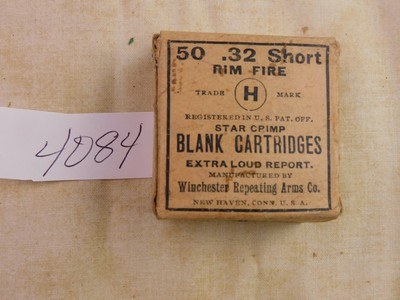 50 .32 Short
RIM FIRE
TRADE H MARK
REGISTERED IN U.S. PAT. OFF.
STAR CRIMP
BLANK CARTRIDGES
EXTRA LOUD REPORT.
MANUFACTURED BY
Winchester Repeating Arms Co.
NEW HAVEN, CONN. U.S.A.
4084